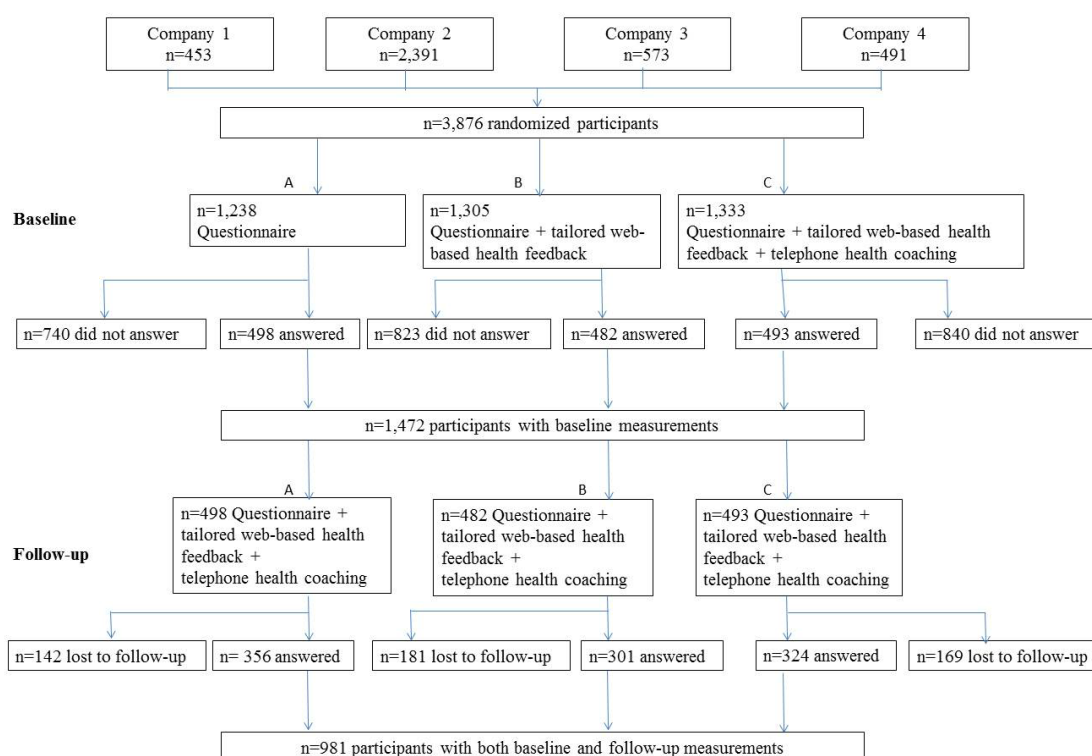 Company 1
n=453
Company 2
n=2,391
Company 3
n=573
Company 4
n=491
n=3,876 randomized participants
A
B
C
Baseline
n=1,238
Questionnaire
n=1,305
Questionnaire + tailored web-
based health feedback
n=1,333
Questionnaire + tailored web-based health
feedback + telephone health coaching
n=740 did not answer
n=498 answered
n=823 did not answer
n=482 answered
n=493 answered
n=840 did not answer
n=1,472 participants with baseline measurements
A
B
C
Follow-up
n=498 Questionnaire +
tailored web-based health
feedback +
telephone health coaching
n=482 Questionnaire +
tailored web-based health
feedback +
telephone health coaching
n=493 Questionnaire +
tailored web-based health
feedback +
telephone health coaching
n=142 lost to follow-up
n= 356 answered
n=181 lost to follow-up
n=301 answered
n=324 answered
n=169 lost to follow-up
n=981 participants with both baseline and follow-up measurements